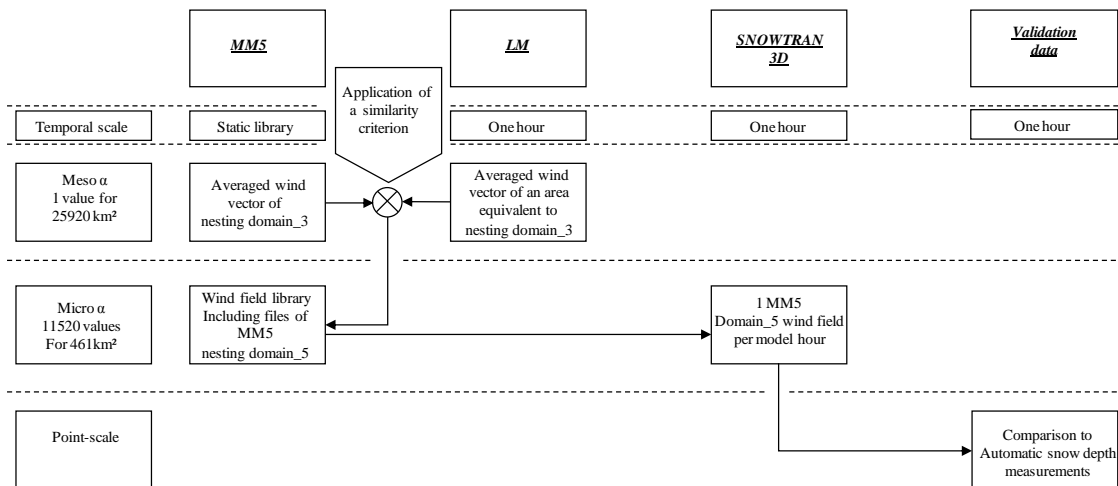 MM5
LM
SNOWTRAN
3D
Validation
data
Application of
a similarity
criterion
Temporal scale
Static library
One hour
One hour
One hour
Meso α
1 value for
25920 km²
Averaged wind
vector of
nesting domain_3
Averaged wind
vector of an area
equivalent to
nesting domain_3
Micro α
11520 values
For 461km²
Wind field library
Including files of
MM5
nesting domain_5
1 MM5
Domain_5 wind field
per model hour
Point-scale
Comparison to
Automatic snow depth
measurements